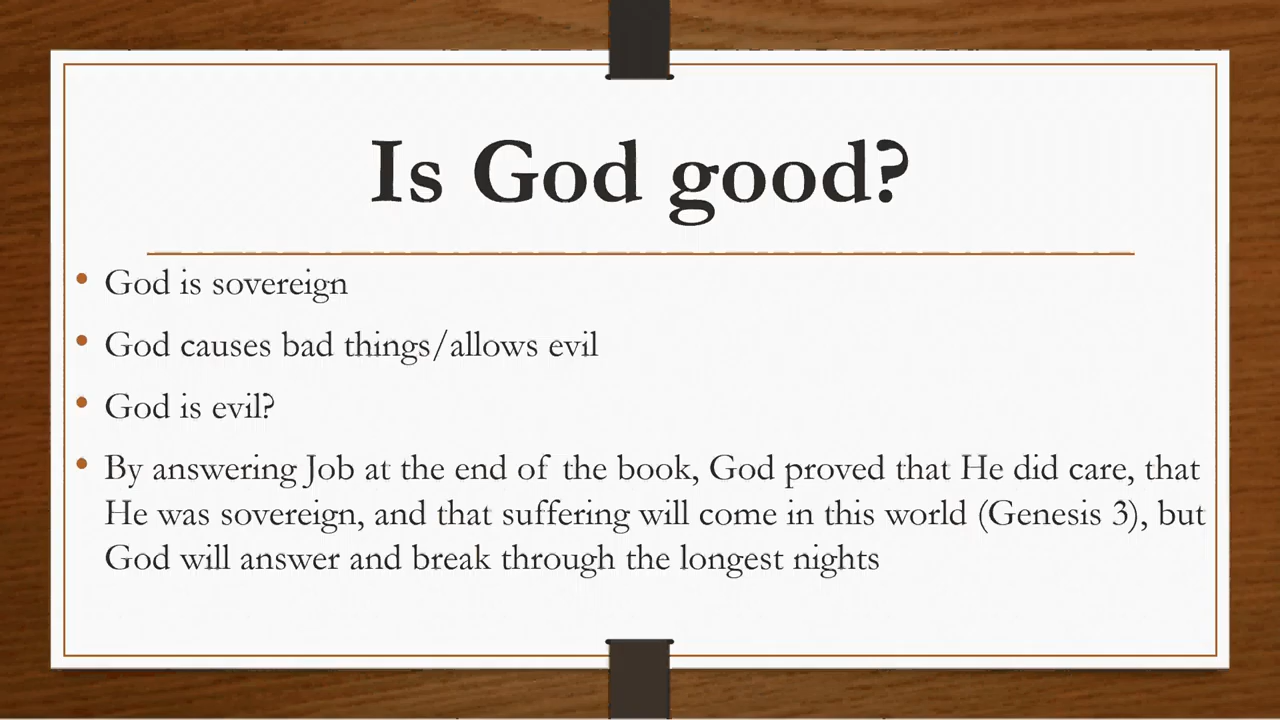 Is God good?
• God is sovereign
• God causes bad things/allows evil
• God is evil?
• By answering Job at the end of the book, God proved that He did care, that
He was sovereign, and that suffering will come in this world (Genesis 3), but
God will answer and break through the longest nights